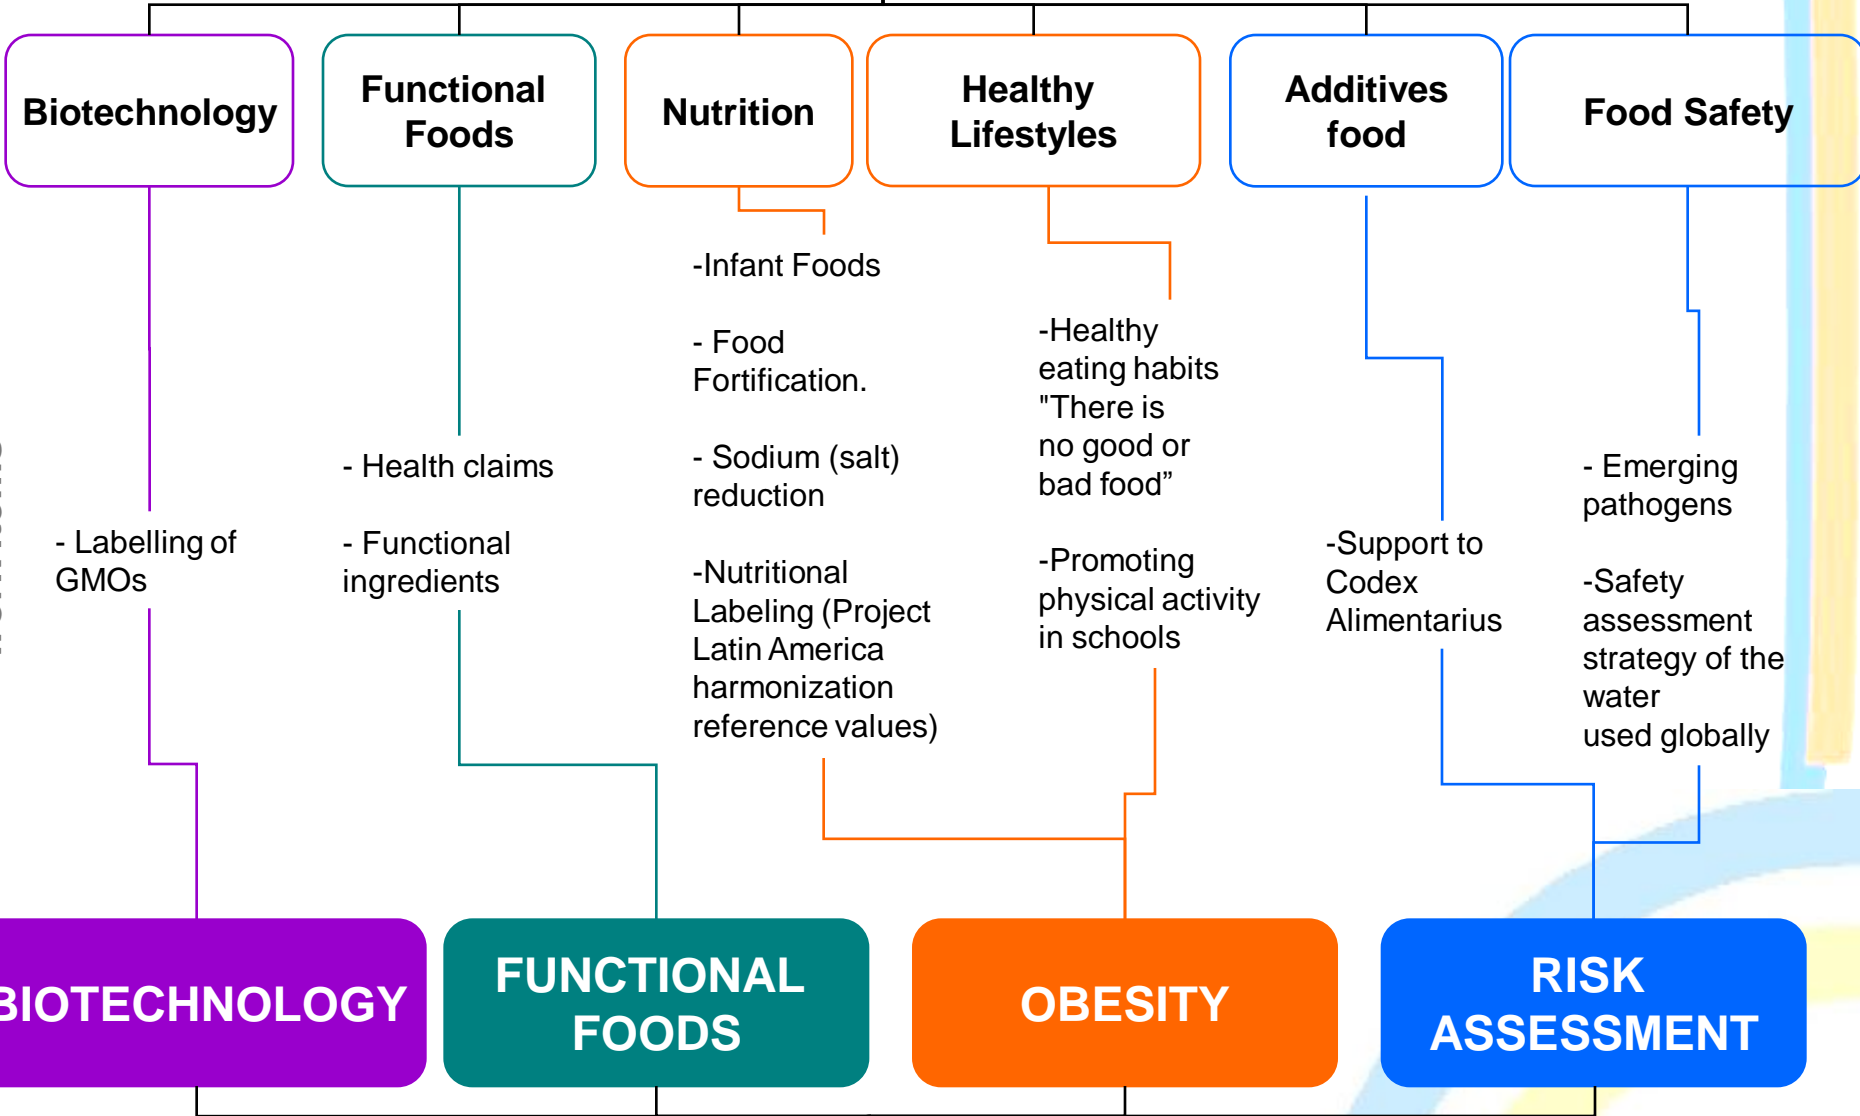 Biotechnology
Functional
Foods
Nutrition
Healthy
Lifestyles
Additives
food
Food Safety
- Labelling of
GMOs
- Health claims
- Functional
ingredients
-Infant Foods
- Food
Fortification.
- Sodium (salt)
reduction
-Nutritional
Labeling (Project
Latin America
harmonization
reference values)
-Healthy
eating habits
"There is
no good or
bad food”
-Promoting
physical activity
in schools
-Support to
Codex
Alimentarius
- Emerging
pathogens
-Safety
assessment
strategy of the
water
used globally
BIOTECHNOLOGY
FUNCTIONAL
FOODS
OBESITY
RISK
ASSESSMENT